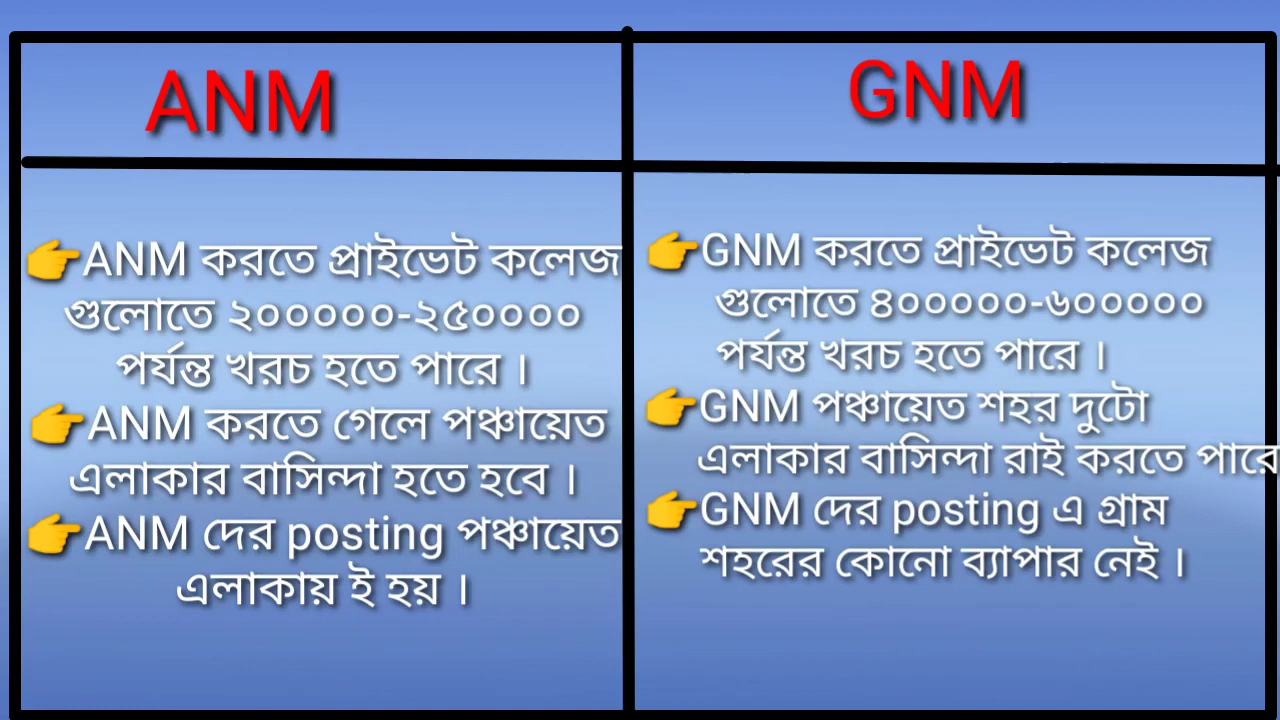 ANM
GNM
👉ANM করতে প্রাইভেট কলেজ
গুলোতে ২০০০০০-২৫০০০০
পর্যন্ত খরচ হতে পারে ।
👉ANM করতে গেলে পঞ্চায়েত
এলাকার বাসিন্দা হতে হবে ।
👉ANM দের posting পঞ্চায়েত
এলাকায় ই হয় ।
👉GNM করতে প্রাইভেট কলেজ
গুলোতে ৪০০০০০-৬০০০০০
পর্যন্ত খরচ হতে পারে ।
👉GNM পঞ্চায়েত শহর দুটো
এলাকার বাসিন্দা রাই করতে পারে
👉GNM দের posting এ গ্রাম
শহরের কোনো ব্যাপার নেই ।